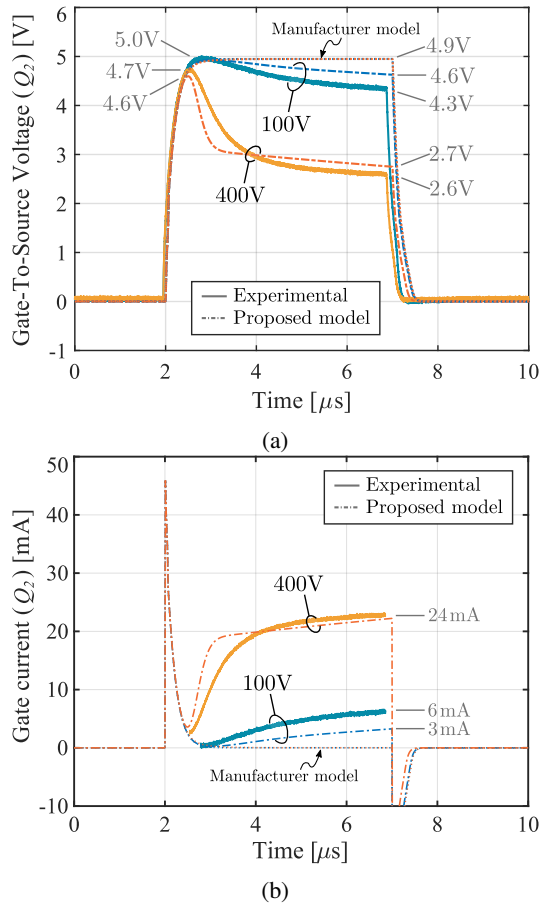 Gate-To-Source Voltage (Q2) [V]
6
5
4
3
2
1
0
-1
5.0V
4.7V
4.6V
Manufacturer model
4.9V
4.6V
4.3V
100V
400V
2.7V
2.6V
Experimental
Proposed model
0 2 4 6 8 10
Time [μs]
(a)
Gate current (Q2) [mA]
50
40
30
20
10
0
-10
Experimental
Proposed model
400V
24mA
100V
6mA
3mA
Manufacturer model
0 2 4 6 8 10
Time [μs]
(b)